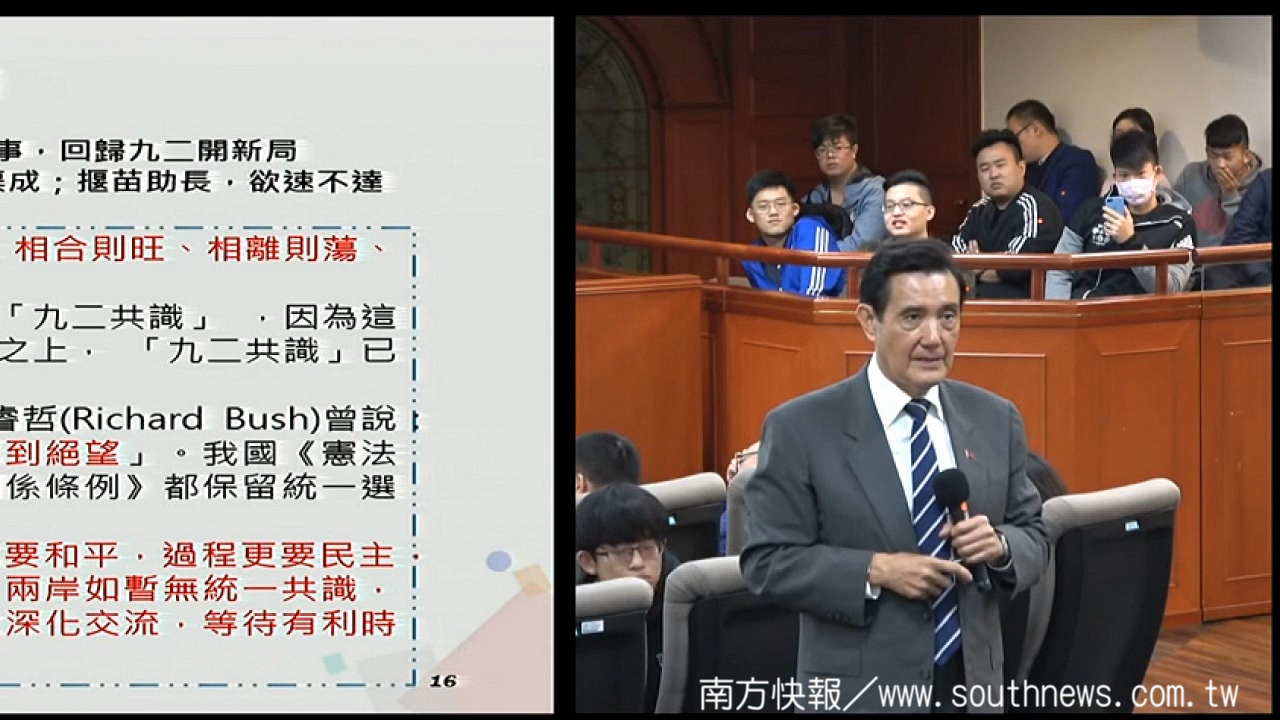 事，回歸九二開新局
成；揠苗助長，欲速不達
相合則旺、相離則蕩、
「九二共識」 ，因為這
之上， 「九二共識」已
睿哲(Richard Bush)曾說：
到絕望」。我國《憲法
係條例》都保留統一選
要和平，過程更要民主，
兩岸如暫無統一共識，
深化交流，等待有利時
16
南方快報／www.southnews.com.tw